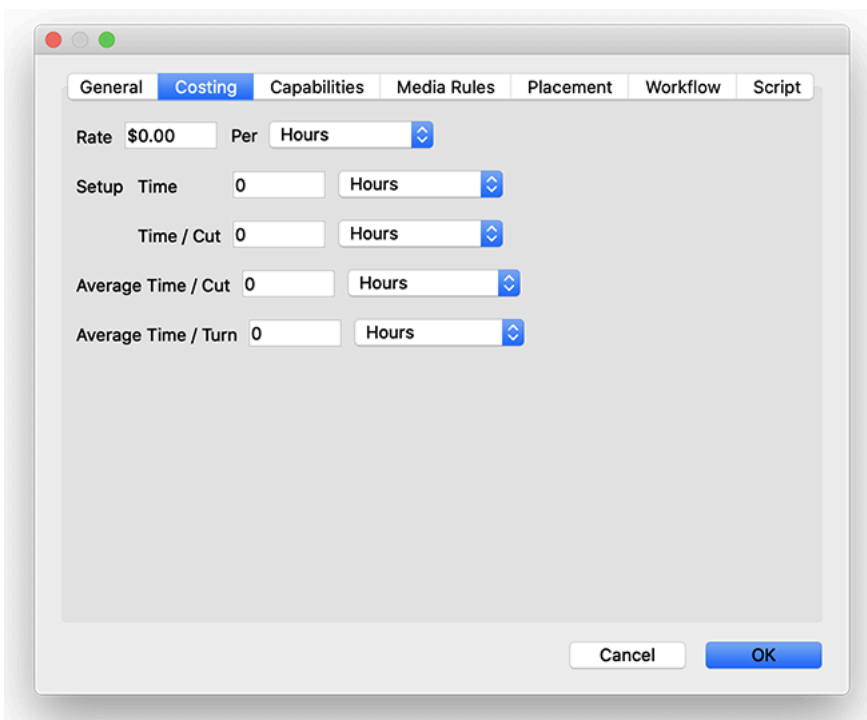 General Costing Capabilities Media Rules Placement Workflow Script
Rate $0.00 Per Hours
Setup Time 0 Hours
Time / Cut 0 Hours
Average Time / Cut 0 Hours
Average Time / Turn 0 Hours
Cancel OK